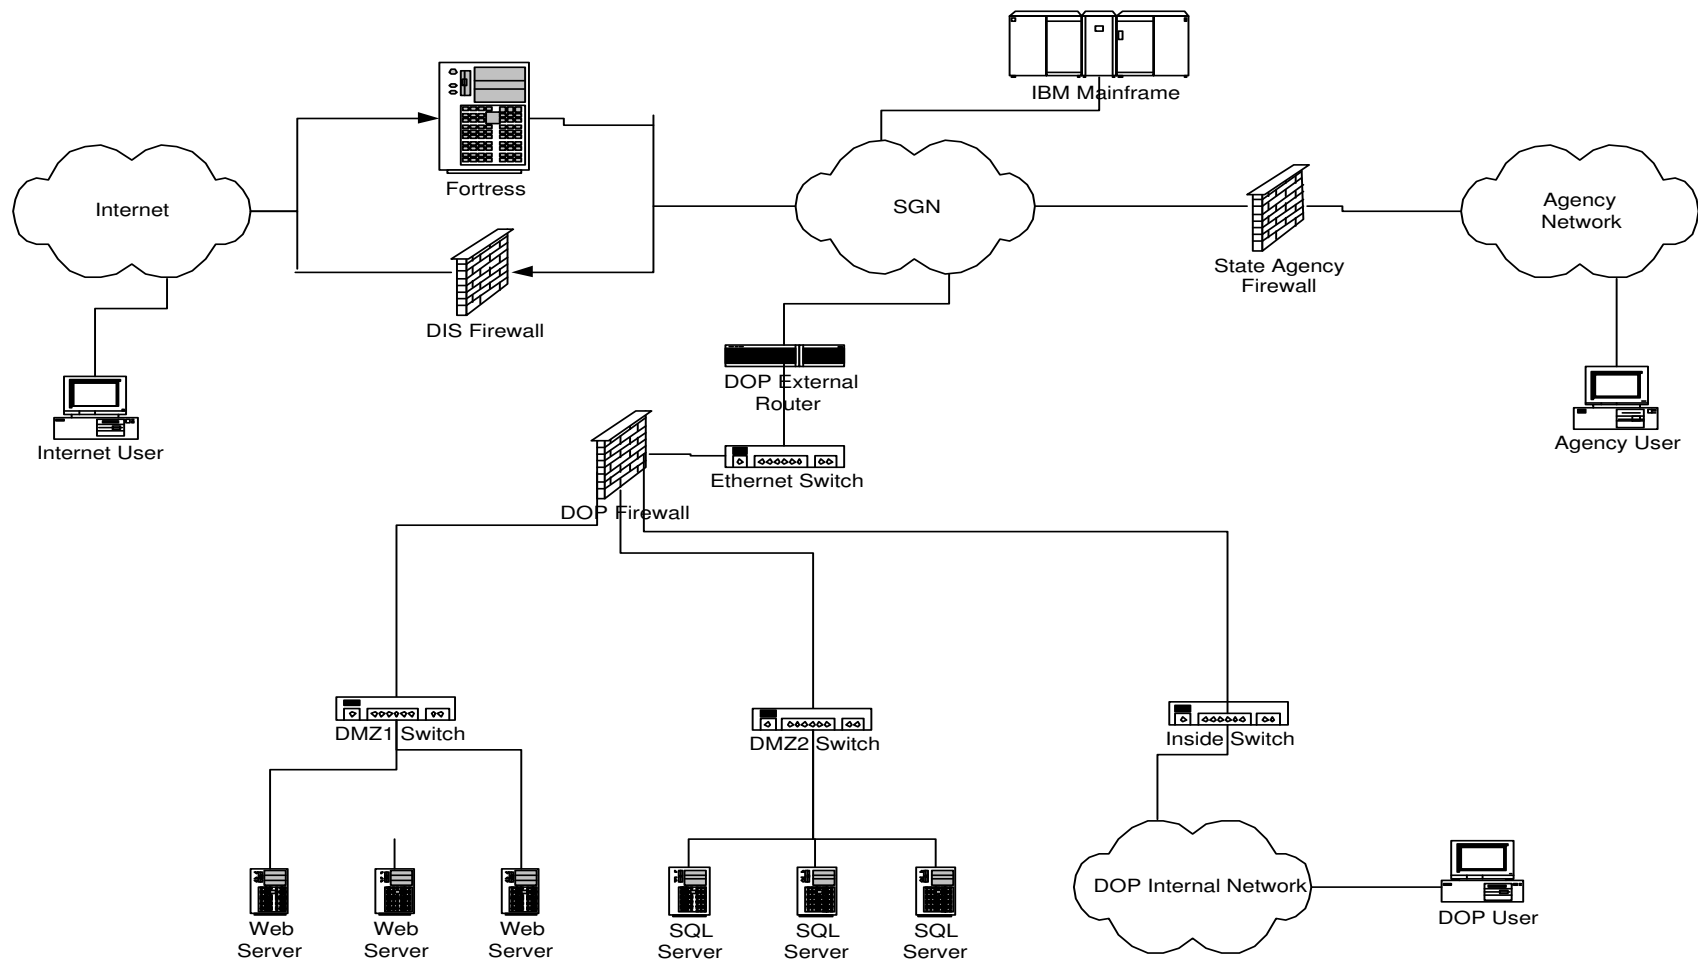 IBM Mainframe
Fortress
Internet
SGN
Agency
Network
State Agency
Firewall
DIS Firewall
DOP External
Router
Internet User
Agency User
Ethernet Switch
DOP Firewall
DMZ1 Switch
DMZ2 Switch
Inside Switch
DOP Internal Network
DOP User
Web
Server
Web
Server
Web
Server
SQL
Server
SQL
Server
SQL
Server